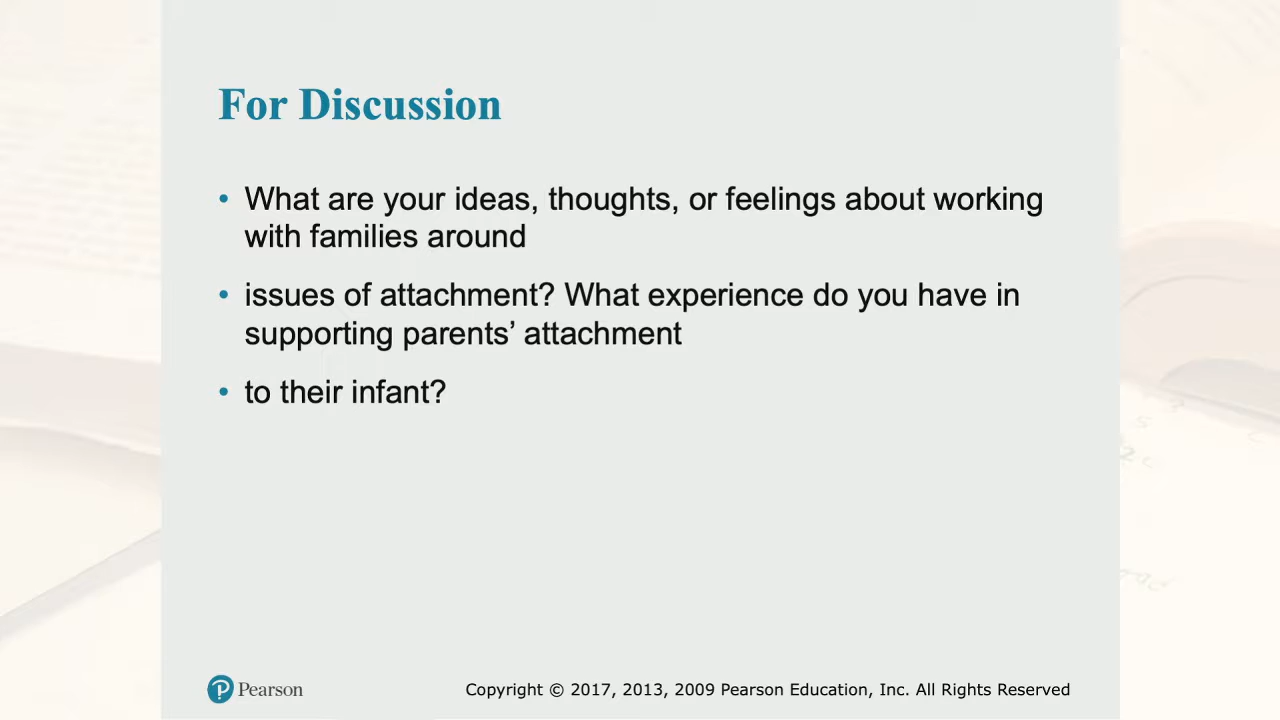 For Discussion
• What are your ideas, thoughts, or feelings about working
with families around
• issues of attachment? What experience do you have in
supporting parents’ attachment
• to their infant?
Pearson
Copyright © 2017, 2013, 2009 Pearson Education, Inc. All Rights Reserved